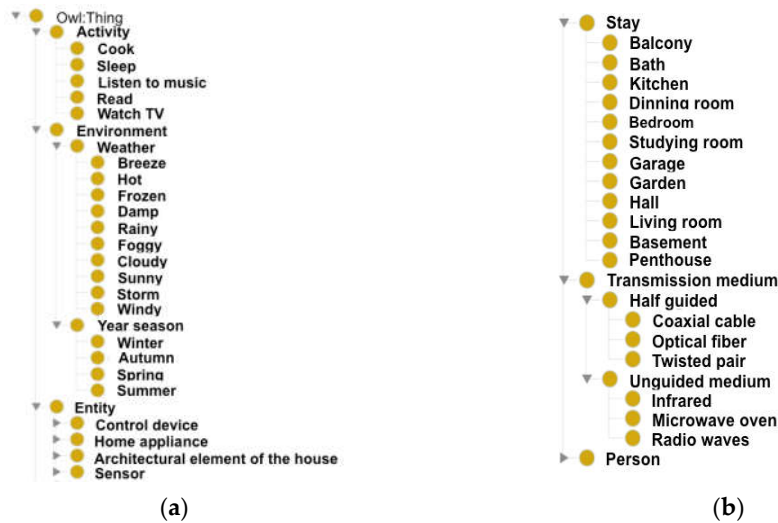 Owl:Thing
Activity
Cook
Sleep
Listen to music
Read
Watch TV
Environment
Weather
Breeze
Hot
Frozen
Damp
Rainy
Foggy
Cloudy
Sunny
Storm
Windy
Year season
Winter
Autumn
Spring
Summer
Entity
Control device
Home appliance
Architectural element of the house
Sensor
(a)
Stay
Balcony
Bath
Kitchen
Dinning room
Bedroom
Studying room
Garage
Garden
Hall
Living room
Basement
Penthouse
Transmission medium
Half guided
Coaxial cable
Optical fiber
Twisted pair
Unguided medium
Infrared
Microwave oven
Radio waves
Person
(b)